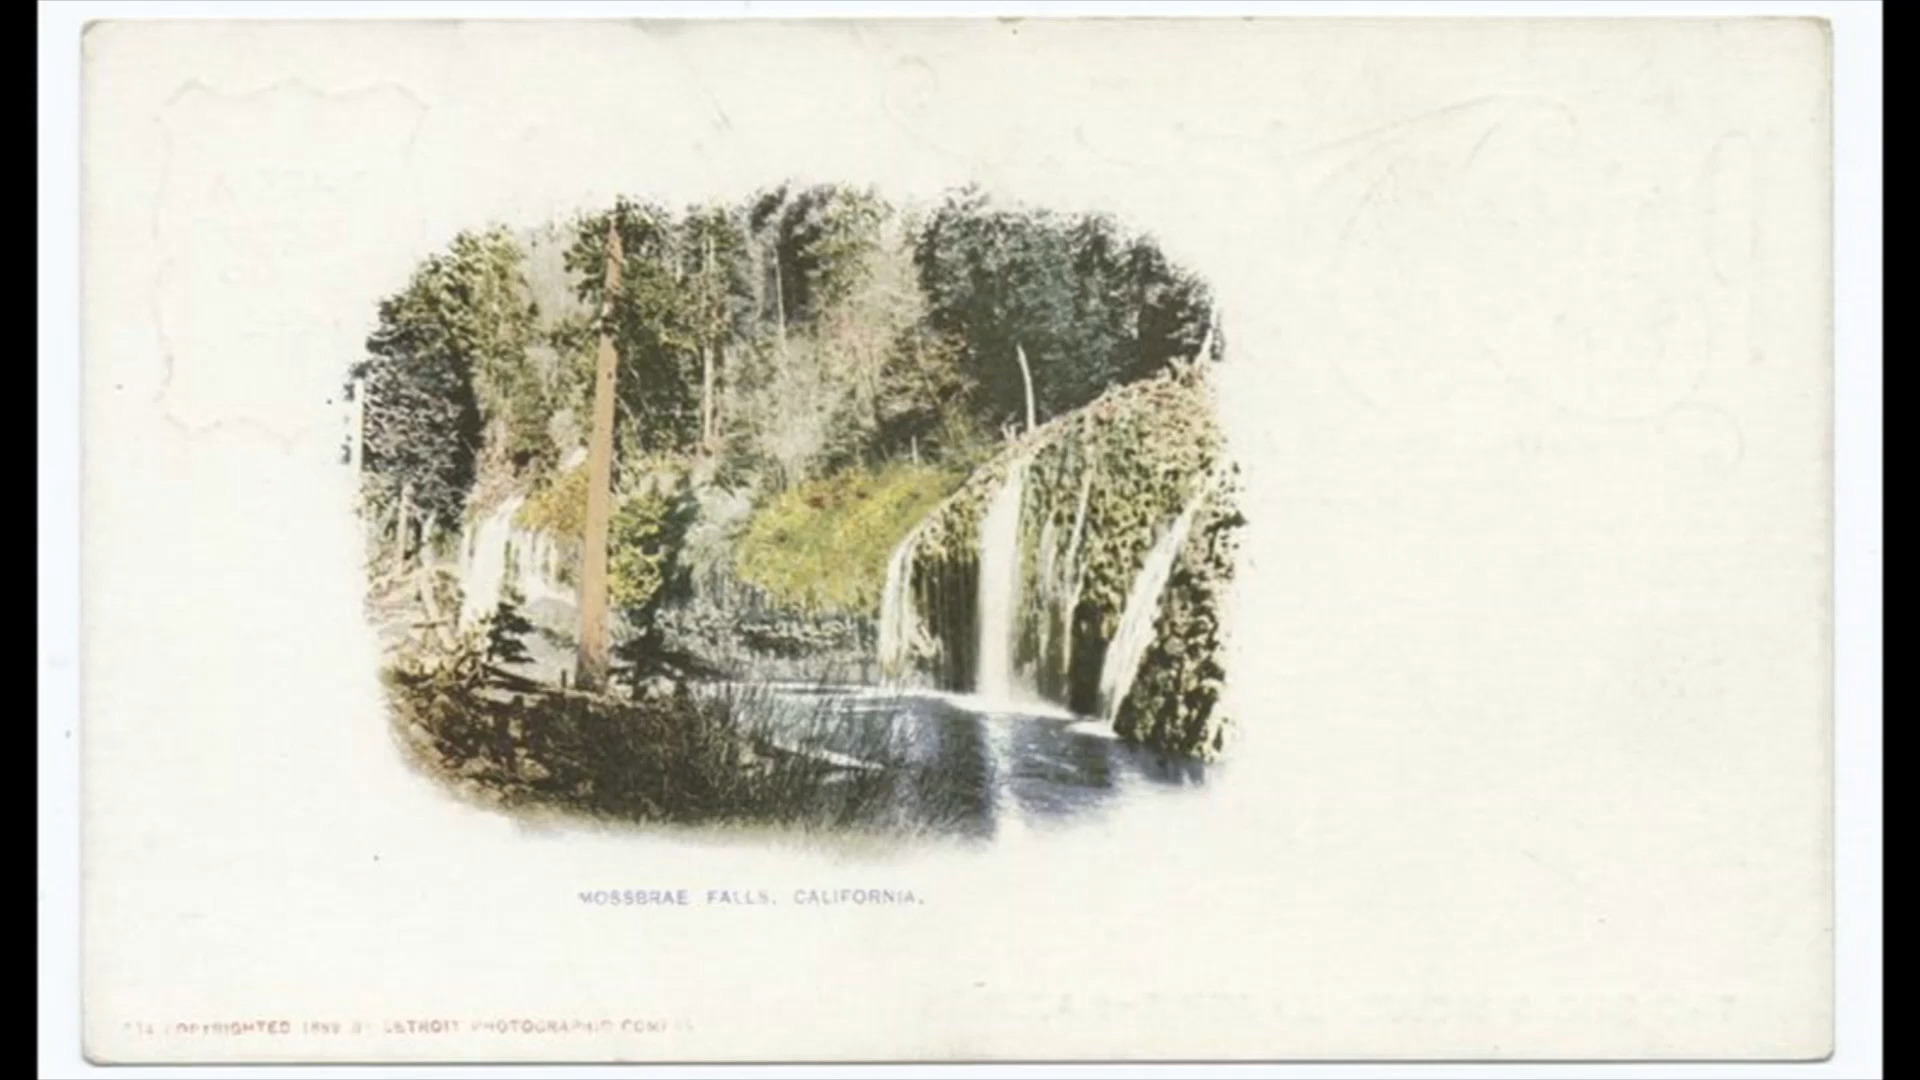 MOSSBRAE FALLS, CALIFORNIA.
COPYRIGHTED 1899 BY DETROIT PHOTOGRAPHIC